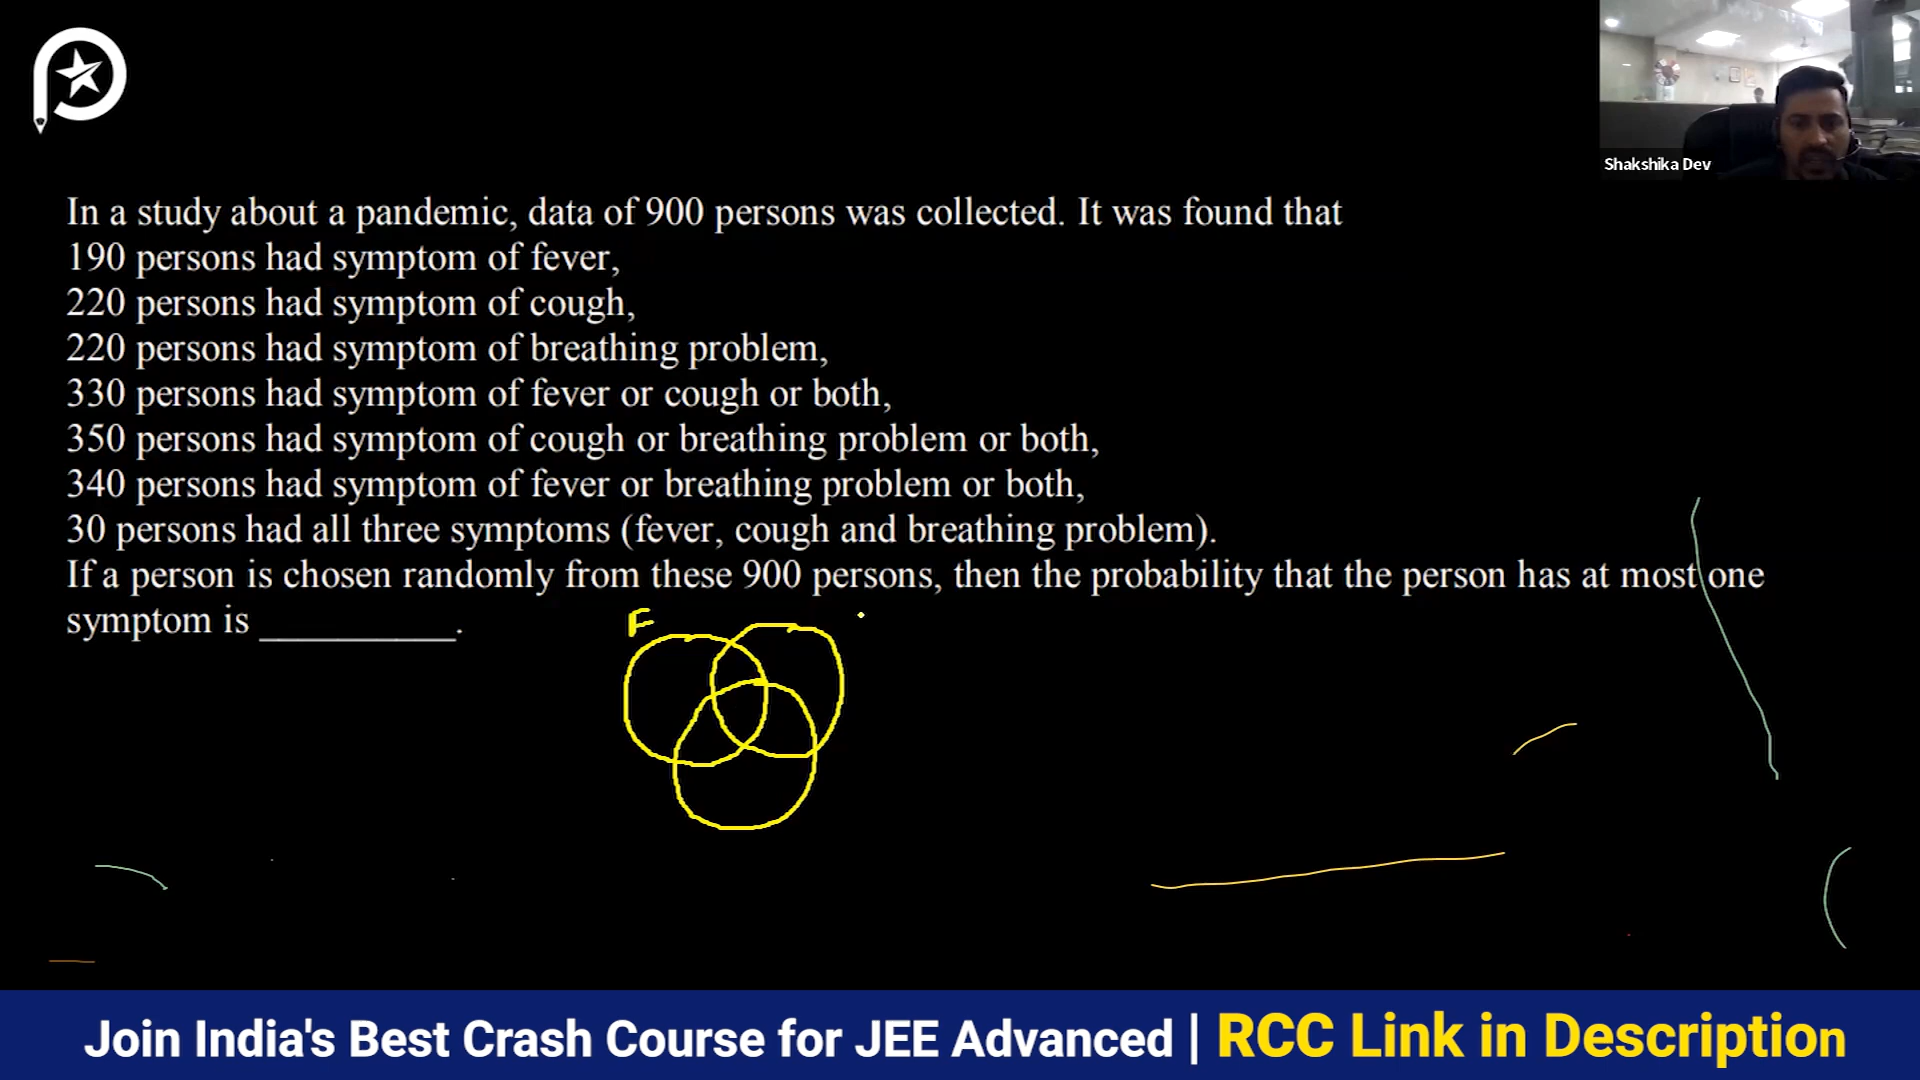 Shakshika Dev
In a study about a pandemic, data of 900 persons was collected. It was found that
190 persons had symptom of fever,
220 persons had symptom of cough,
220 persons had symptom of breathing problem,
330 persons had symptom of fever or cough or both,
350 persons had symptom of cough or breathing problem or both,
340 persons had symptom of fever or breathing problem or both,
30 persons had all three symptoms (fever, cough and breathing problem).
If a person is chosen randomly from these 900 persons, then the probability that the person has at most one
symptom is __________.
F
Join India's Best Crash Course for JEE Advanced | RCC Link in Description